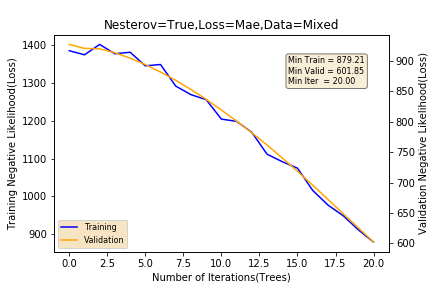 Nesterov=True,Loss=Mae,Data=Mixed
Training Negative Likelihood(Loss)
1400
1300
1200
1100
1000
900
Min Train = 879.21
Min Valid = 601.85
Min Iter  = 20.00
Training
Validation
900
850
800
750
700
650
600
Validation Negative Likelihood(Loss)
0.0 2.5 5.0 7.5 10.0 12.5 15.0 17.5 20.0
Number of Iterations(Trees)